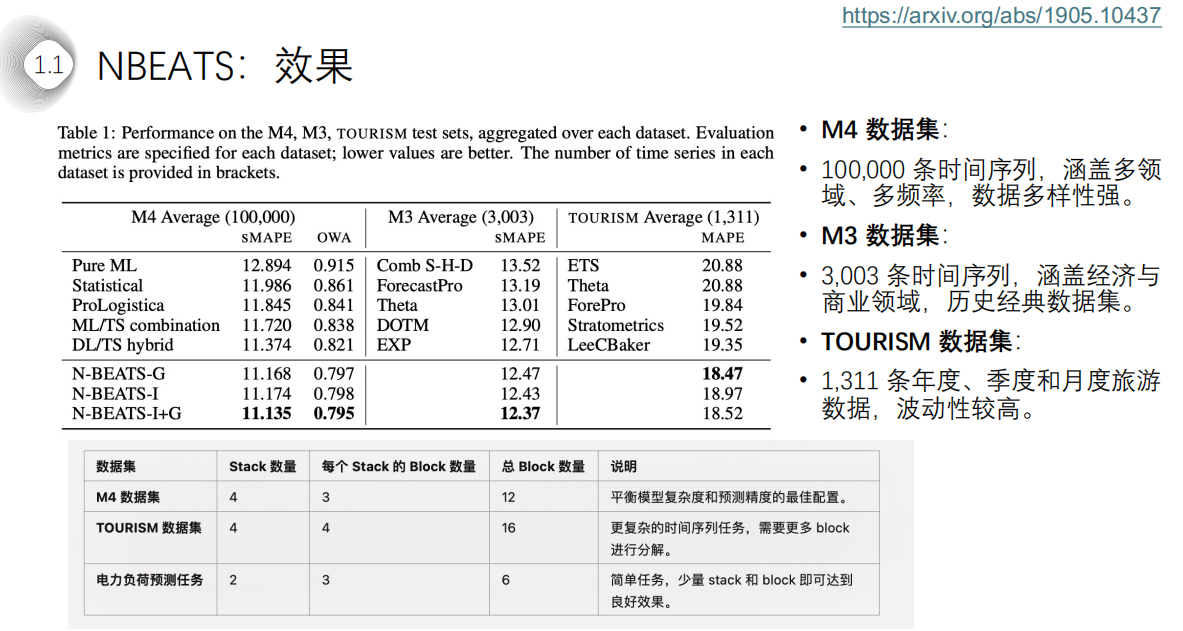 https://arxiv.org/abs/1905.10437
1.1 NBEATS：效果
Table 1: Performance on the M4, M3, TOURISM test sets, aggregated over each dataset. Evaluation
metrics are specified for each dataset; lower values are better. The number of time series in each
dataset is provided in brackets.
M4 Average (100,000) M3 Average (3,003) TOURISM Average (1,311)
SMAPE OWA SMAPE MAPE
Pure ML 12.894 0.915 Comb S-H-D 13.52 ETS 20.88
Statistical 11.986 0.861 ForecastPro 13.19 Theta 20.88
ProLogistica 11.845 0.841 Theta 13.01 ForePro 19.84
ML/TS combination 11.720 0.838 DOTM 12.90 Stratometrics 19.52
DL/TS hybrid 11.374 0.821 EXP 12.71 LeeCBaker 19.35
N-BEATS-G 11.168 0.797 12.47 18.47
N-BEATS-I 11.174 0.798 12.43 18.97
N-BEATS-I+G 11.135 0.795 12.37 18.52
• M4 数据集：
• 100,000 条时间序列，涵盖多领
域、多频率，数据多样性强。
• M3 数据集：
• 3,003 条时间序列，涵盖经济与
商业领域，历史经典数据集。
• TOURISM 数据集：
• 1,311 条年度、季度和月度旅游
数据，波动性较高。
数据集 Stack 数量 每个 Stack 的 Block 数量 总 Block 数量 说明
M4 数据集 4 3 12 平衡模型复杂度和预测精度的最佳配置。
TOURISM 数据集 4 4 16 更复杂的时间序列任务，需要更多 block
进行分解。
电力负荷预测任务 2 3 6 简单任务，少量 stack 和 block 即可达到
良好效果。